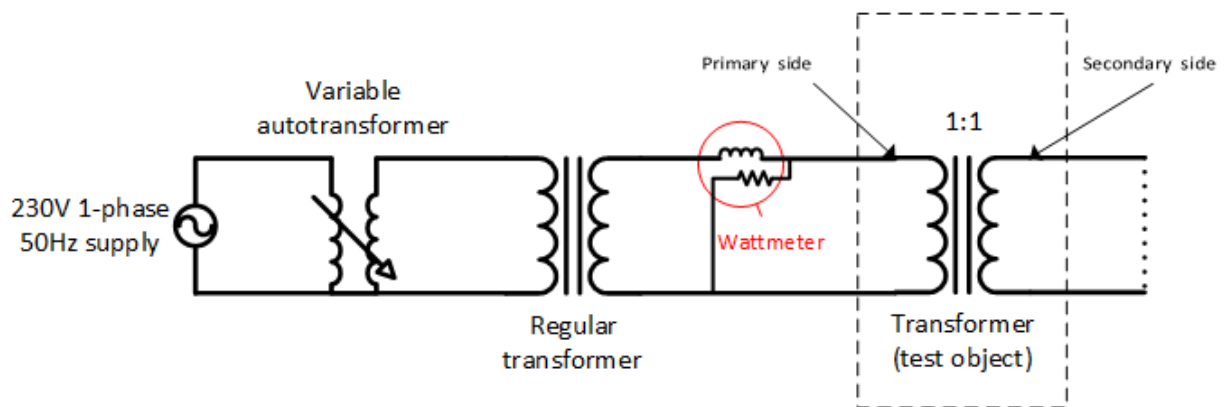 Variable
autotransformer
230V 1-phase
50Hz supply
Regular
transformer
Wattmeter
Primary side
1:1
Secondary side
Transformer
(test object)